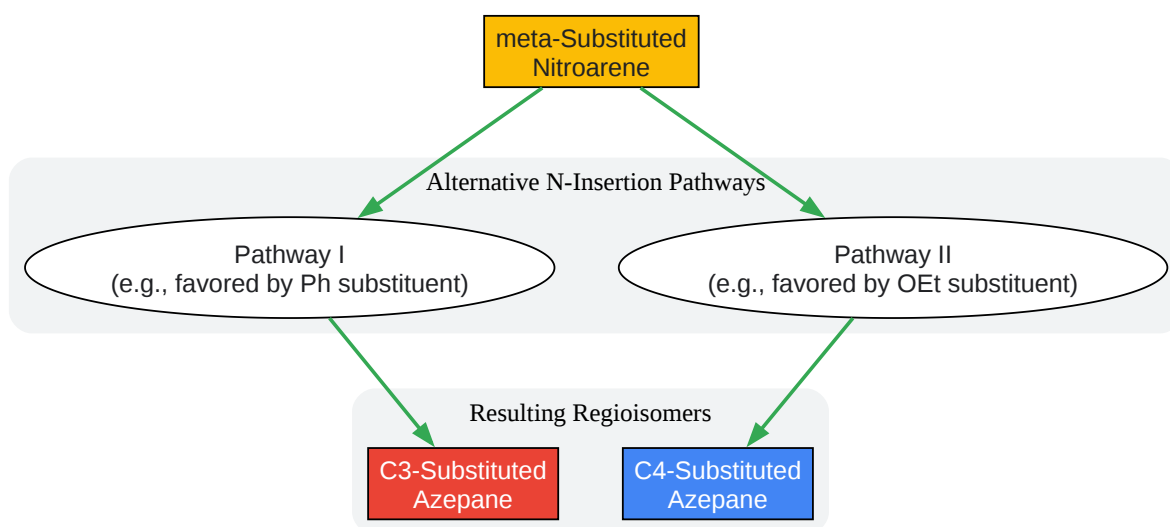 meta-Substituted
Nitroarene
Alternative N-Insertion Pathways
Pathway I
(e.g., favored by Ph substituent)
Pathway II
(e.g., favored by OEt substituent)
Resulting Regioisomers
C3-Substituted
Azepane
C4-Substituted
Azepane